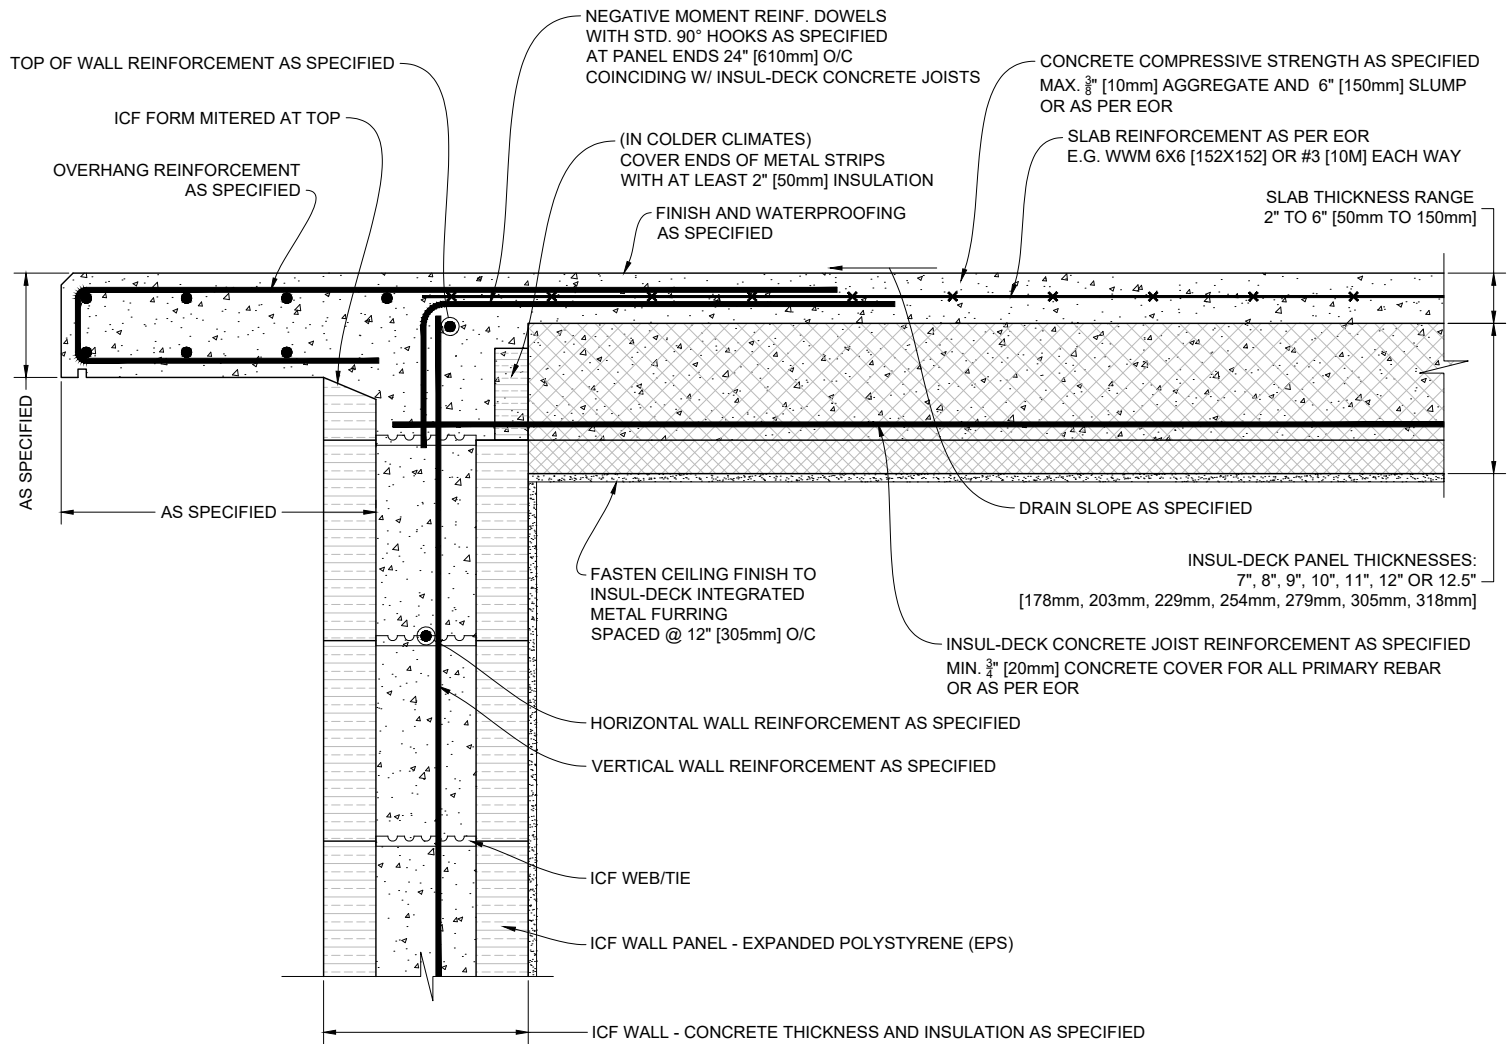 NEGATIVE MOMENT REINF. DOWELS
WITH STD. 90° HOOKS AS SPECIFIED
AT PANEL ENDS 24" [610mm] O/C
COINCIDING W/ INSUL-DECK CONCRETE JOISTS
TOP OF WALL REINFORCEMENT AS SPECIFIED
CONCRETE COMPRESSIVE STRENGTH AS SPECIFIED
MAX. 3/8" [10mm] AGGREGATE AND 6" [150mm] SLUMP
OR AS PER EOR
ICF FORM MITERED AT TOP
(IN COLDER CLIMATES)
COVER ENDS OF METAL STRIPS
WITH AT LEAST 2" [50mm] INSULATION
SLAB REINFORCEMENT AS PER EOR
E.G. WWM 6X6 [152X152] OR #3 [10M] EACH WAY
OVERHANG REINFORCEMENT
AS SPECIFIED
SLAB THICKNESS RANGE
2" TO 6" [50mm TO 150mm]
FINISH AND WATERPROOFING
AS SPECIFIED
AS SPECIFIED
AS SPECIFIED
DRAIN SLOPE AS SPECIFIED
INSUL-DECK PANEL THICKNESSES:
7", 8", 9", 10", 11", 12" OR 12.5"
[178mm, 203mm, 229mm, 254mm, 279mm, 305mm, 318mm]
FASTEN CEILING FINISH TO
INSUL-DECK INTEGRATED
METAL FURRING
SPACED @ 12" [305mm] O/C
INSUL-DECK CONCRETE JOIST REINFORCEMENT AS SPECIFIED
MIN. 3/4" [20mm] CONCRETE COVER FOR ALL PRIMARY REBAR
OR AS PER EOR
HORIZONTAL WALL REINFORCEMENT AS SPECIFIED
VERTICAL WALL REINFORCEMENT AS SPECIFIED
ICF WEB/TIE
ICF WALL PANEL - EXPANDED POLYSTYRENE (EPS)
ICF WALL - CONCRETE THICKNESS AND INSULATION AS SPECIFIED